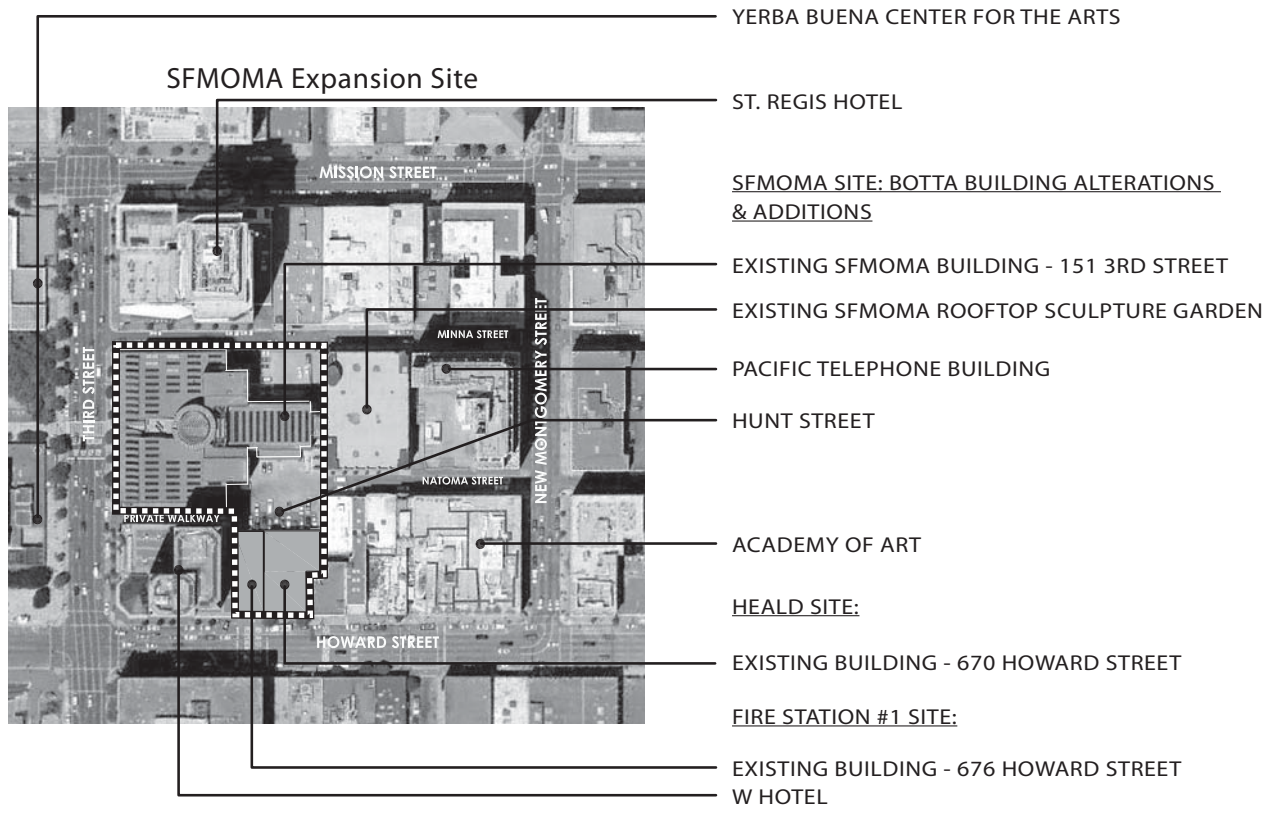 YERBA BUENA CENTER FOR THE ARTS
SFMOMA Expansion Site
ST. REGIS HOTEL
MISSION STREET
SFMOMA SITE: BOTTA BUILDING ALTERATIONS
& ADDITIONS
EXISTING SFMOMA BUILDING - 151 3RD STREET
EXISTING SFMOMA ROOFTOP SCULPTURE GARDEN
MINNA STREET
NEW MONTGOMERY STREET
THIRD STREET
PACIFIC TELEPHONE BUILDING
HUNT STREET
NATOMA STREET
PRIVATE WALKWAY
ACADEMY OF ART
HEALD SITE:
HOWARD STREET
EXISTING BUILDING - 670 HOWARD STREET
FIRE STATION #1 SITE:
EXISTING BUILDING - 676 HOWARD STREET
W HOTEL